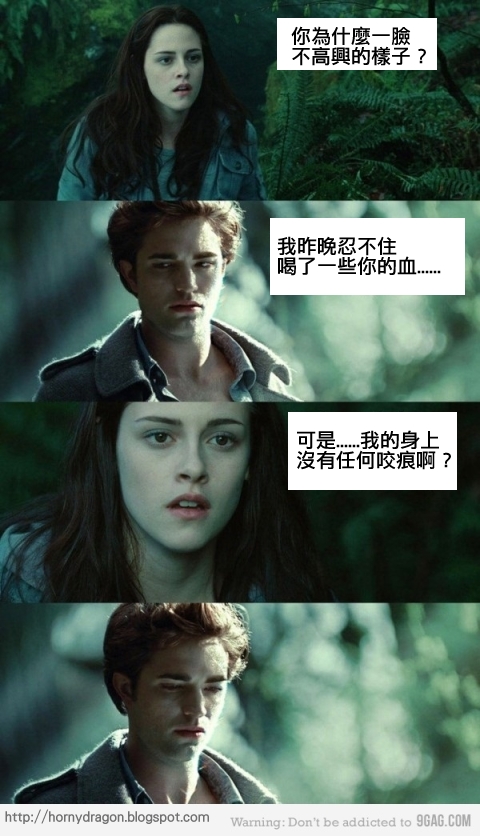 你為什麼一臉
不高興的樣子？
我昨晚忍不住
喝了一些你的血......
可是......我的身上
沒有任何咬痕啊？
http://hornydragon.blogspot.com
Warning: Don't be addicted to 9GAG.COM